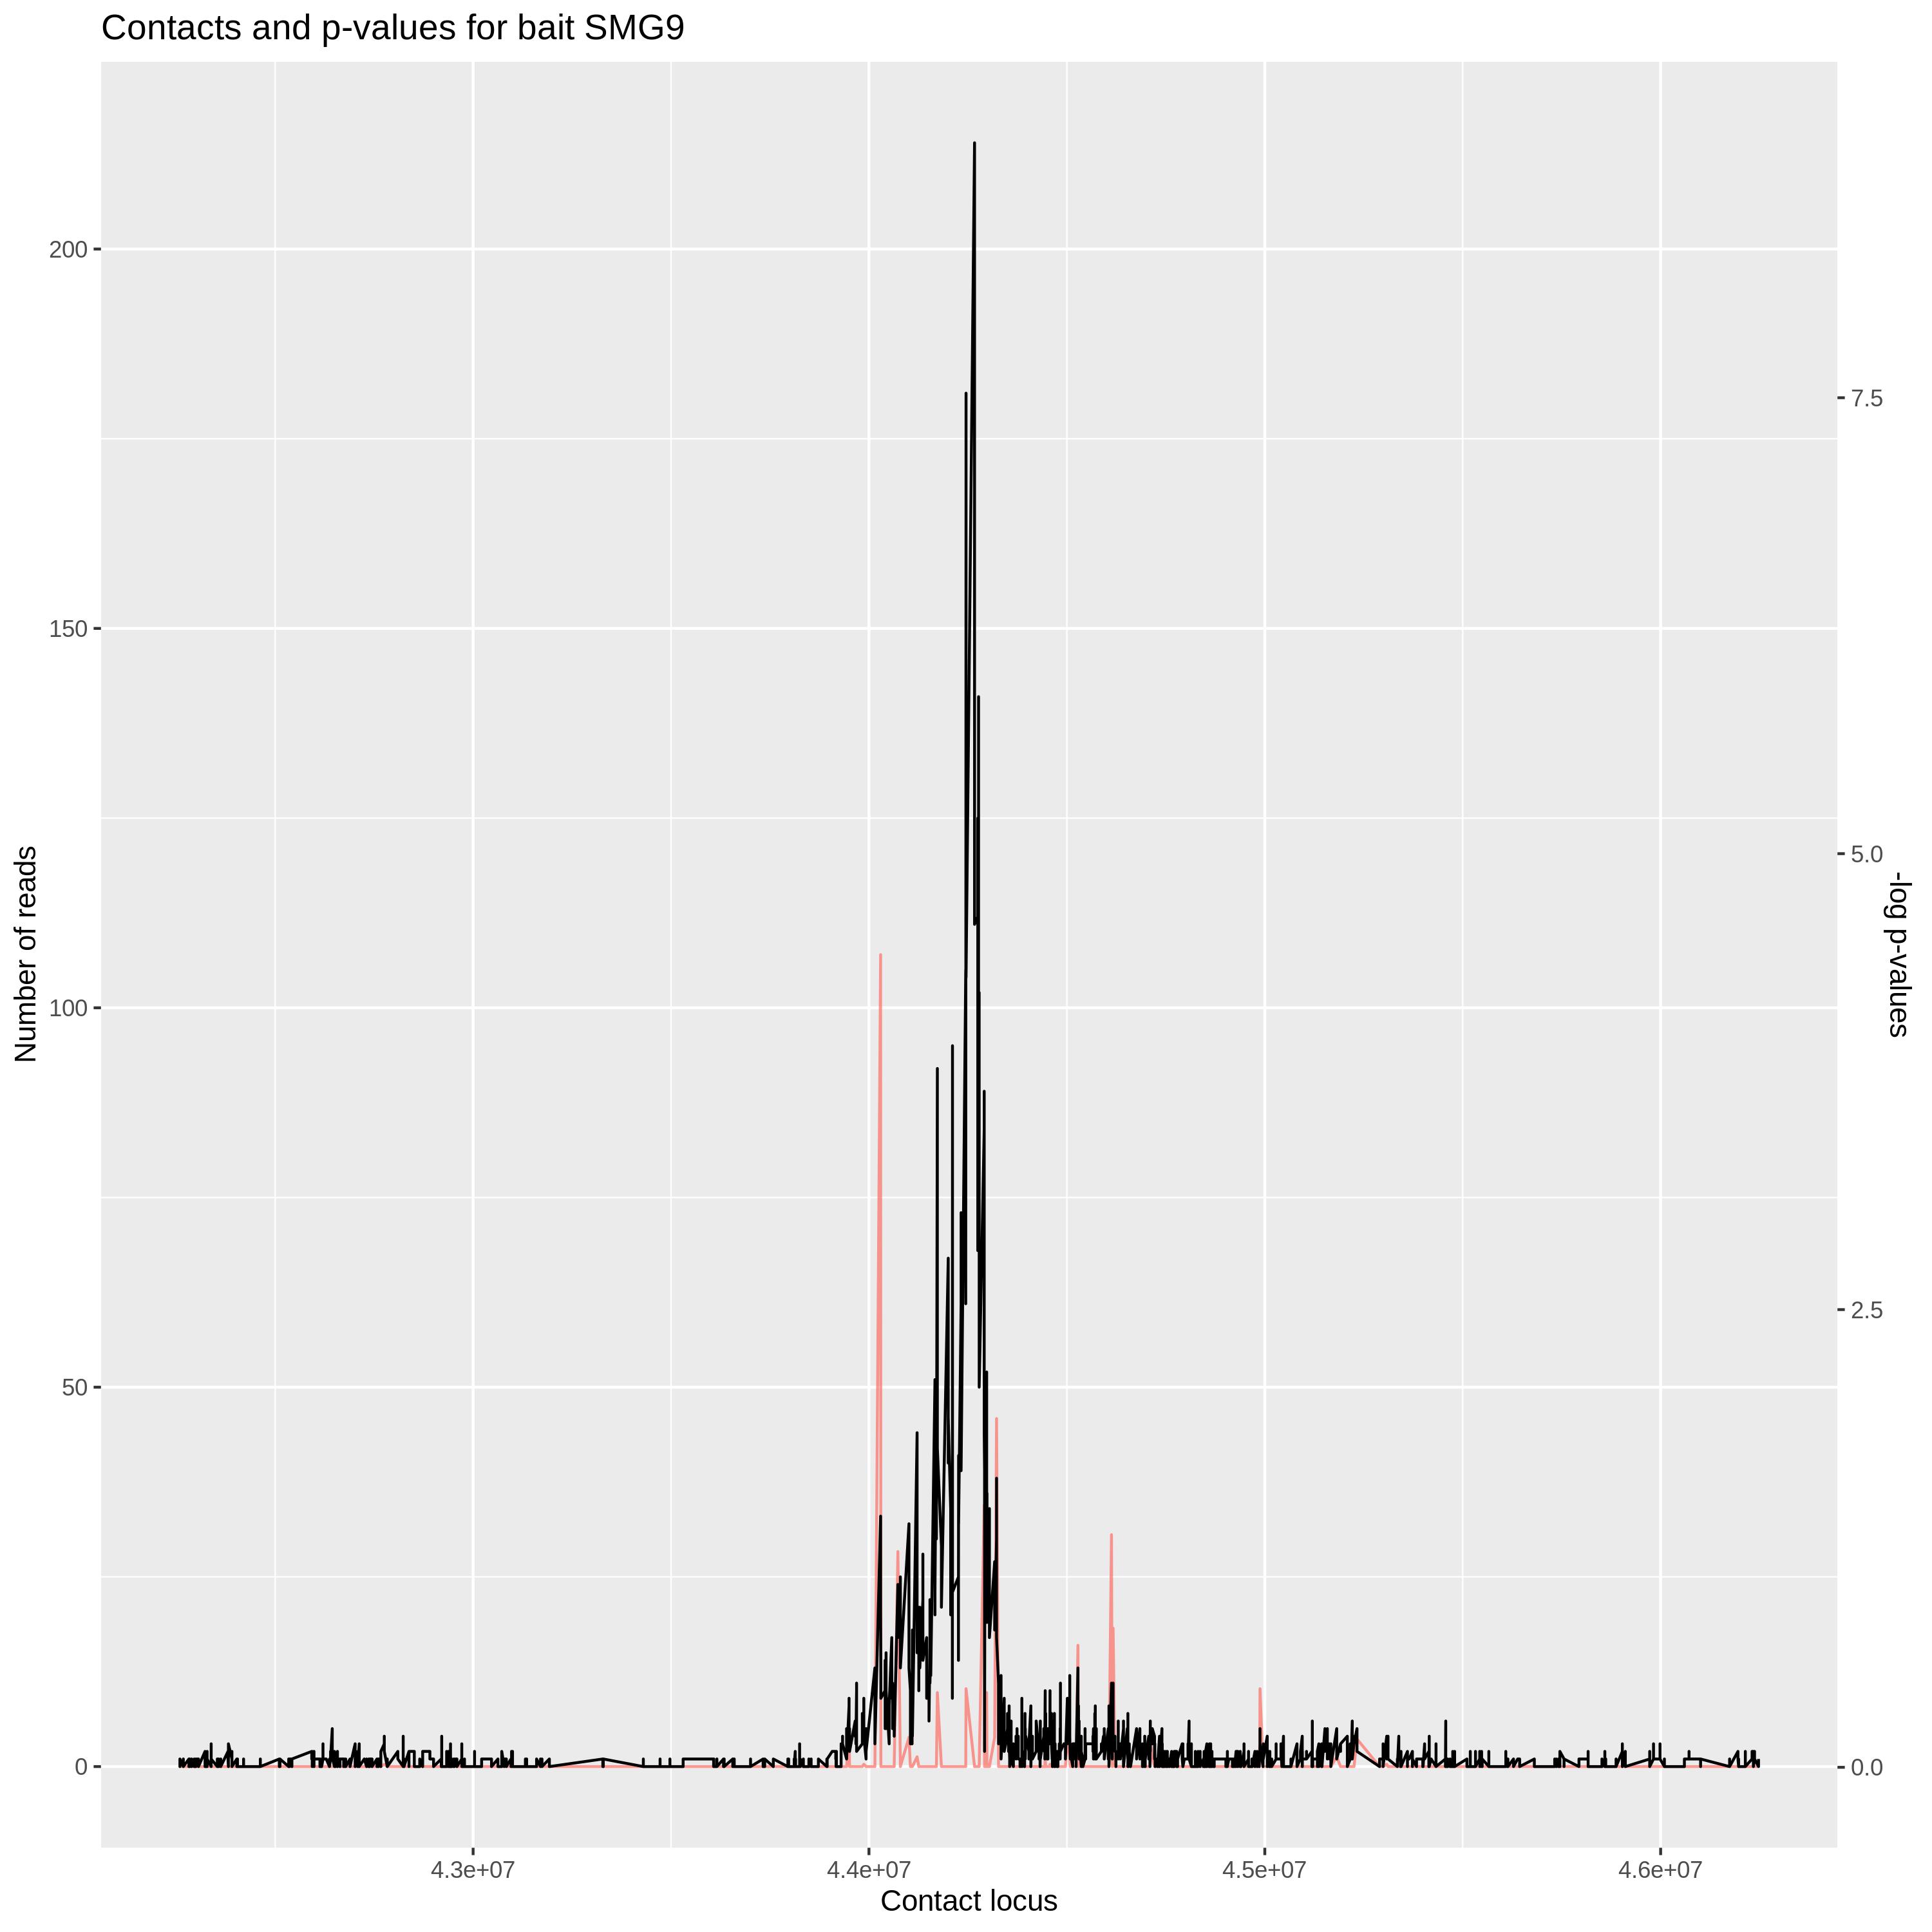 Contacts and p-values for bait SMG9
Number of reads
200
150
100
50
0
7.5
5.0
2.5
0.0
-log p-values
4.3e+07
4.4e+07
4.5e+07
4.6e+07
Contact locus